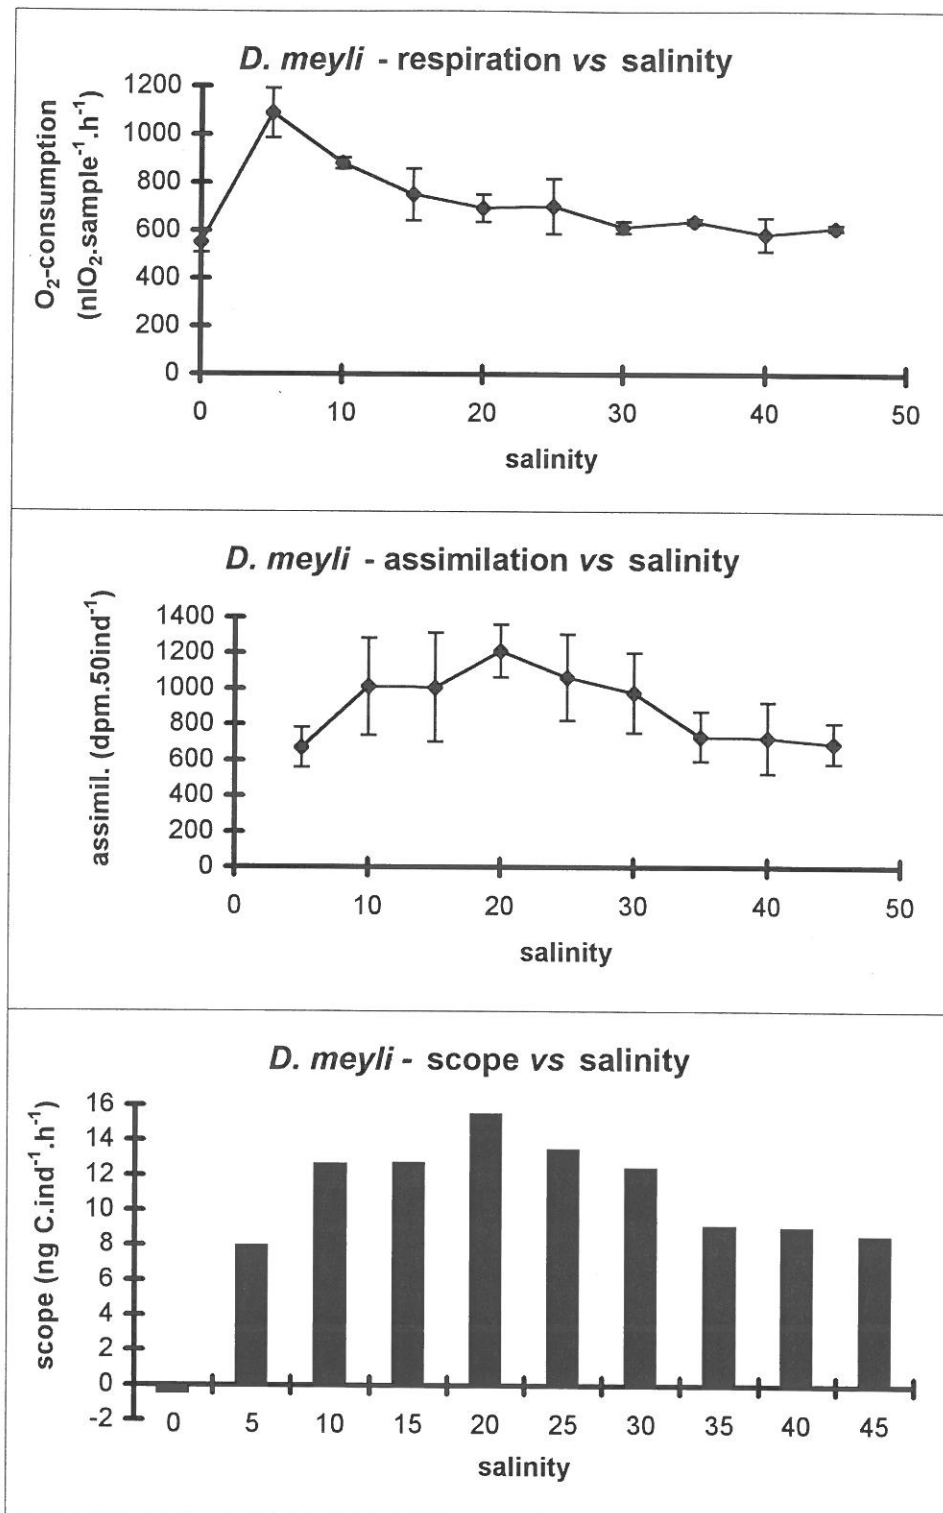 D. meyli - respiration vs salinity
O₂-consumption
(nlO₂.sample⁻¹.h⁻¹)
1200
1000
800
600
400
200
0
0 10 20 30 40 50
salinity
D. meyli - assimilation vs salinity
assimil. (dpm.50ind⁻¹)
1400
1200
1000
800
600
400
200
0
0 10 20 30 40 50
salinity
D. meyli - scope vs salinity
scope (ng C.ind⁻¹.h⁻¹)
16
14
12
10
8
6
4
2
0
-2
0 5 10 15 20 25 30 35 40 45
salinity